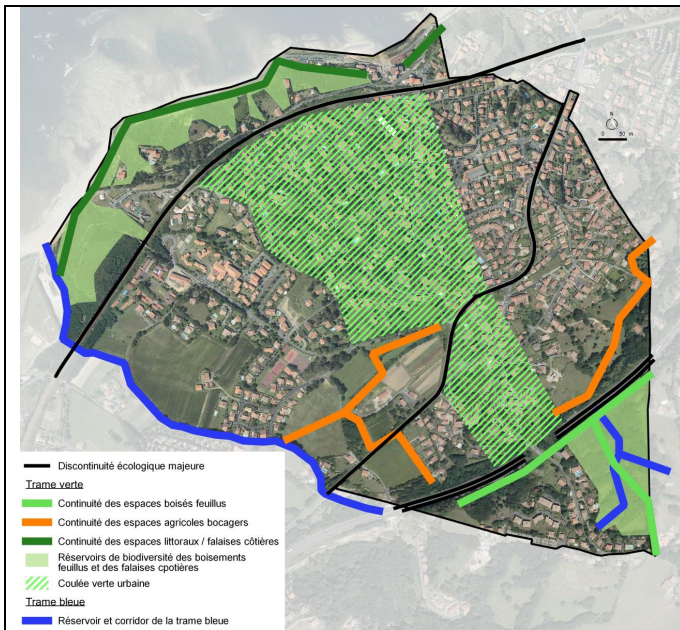 N
0 50 m
Discontinuité écologique majeure
Trame verte
Continuité des espaces boisés feuillus
Continuité des espaces agricoles bocagers
Continuité des espaces littoraux / falaises côtières
Réservoirs de biodiversité des boisements
feuillus et des falaises cpotières
Coulée verte urbaine
Trame bleue
Réservoir et corridor de la trame bleue